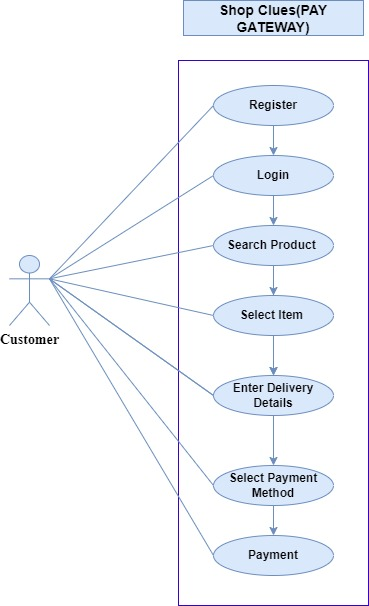 Shop Clues(PAY
GATEWAY)
Register
Login
Search Product
Select Item
Enter Delivery
Details
Select Payment
Method
Payment
Customer